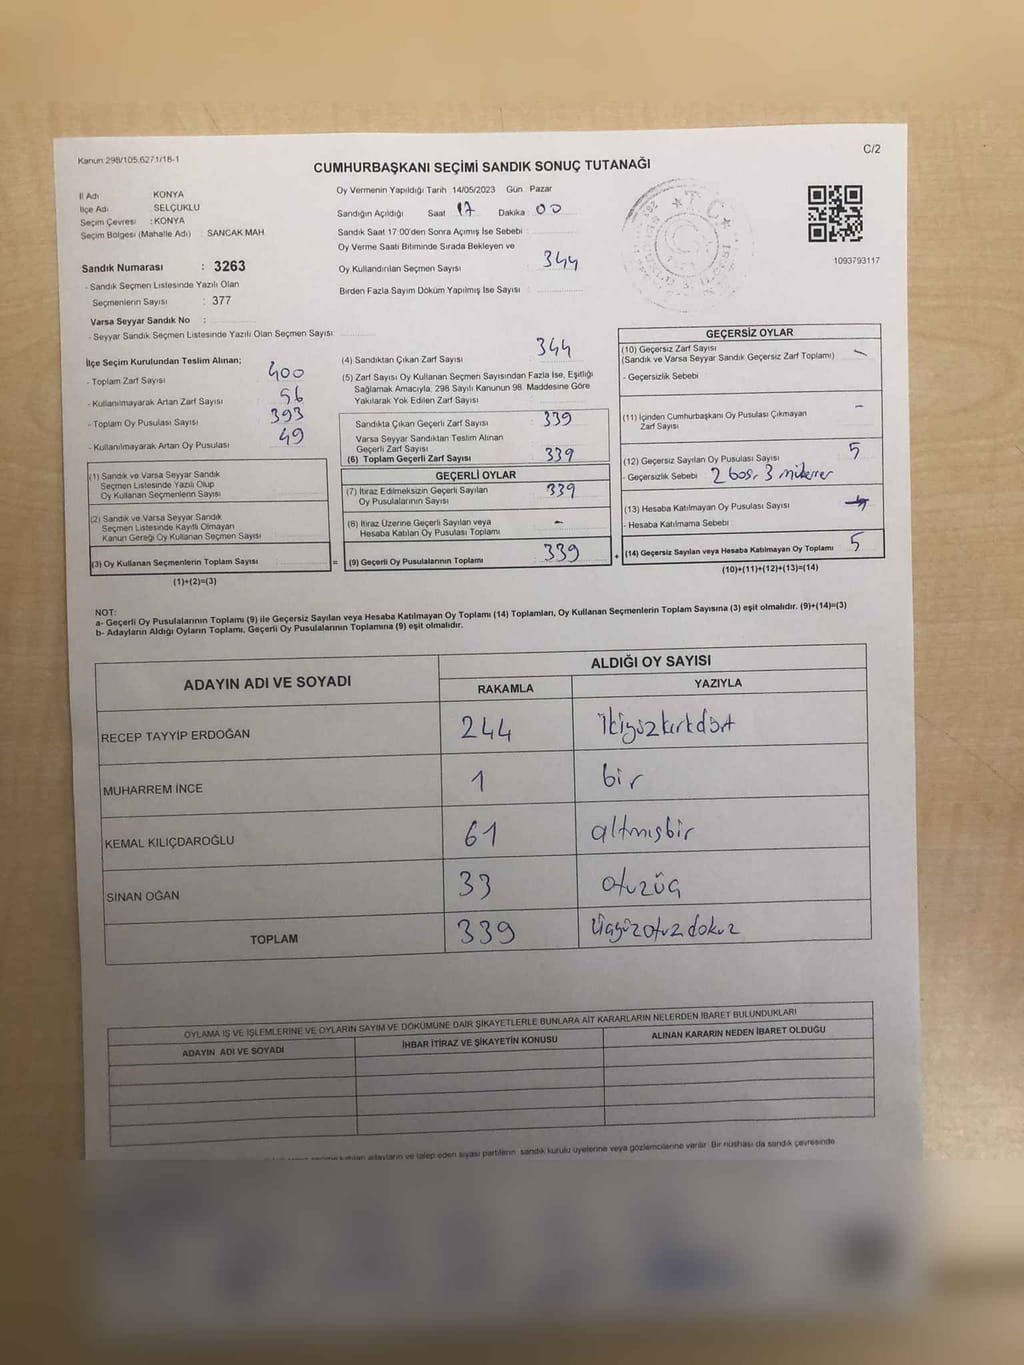 Kanun 298/105,6271/18-1
C/2
CUMHURBAŞKANI SEÇİMİ SANDIK SONUÇ TUTANAĞI
İl Adı KONYA
İlçe Adı SELÇUKLU
Seçim Çevresi : KONYA
Seçim Bölgesi (Mahalle Adı) : SANCAK MAH
Sandık Numarası : 3263
- Sandık Seçmen Listesinde Yazılı Olan
Seçmenlerin Sayısı : 377
Varsa Seyyar Sandık No :
- Seyyar Sandık Seçmen Listesinde Yazılı Olan Seçmen Sayısı:
Oy Vermenin Yapıldığı Tarih 14/05/2023 Gün Pazar
Sandığın Açıldığı Saat 17 Dakika 00
Sandık Saat 17:00'den Sonra Açımış İse Sebebi :
Oy Verme Saati Bitiminde Sırada Bekleyen ve
Oy Kullandırılan Seçmen Sayısı 344
Birden Fazla Sayım Döküm Yapılmış İse Sayısı
T.C.
1093793117
İlçe Seçim Kurulundan Teslim Alınan;
- Toplam Zarf Sayısı 400
- Kullanılmayarak Artan Zarf Sayısı 56
- Toplam Oy Pusulası Sayısı 393
- Kullanılmayarak Artan Oy Pusulası 49
(1) Sandık ve Varsa Seyyar Sandık
Seçmen Listesinde Yazılı Olup
Oy Kullanan Seçmenlerin Sayısı
(2) Sandık ve Varsa Seyyar Sandık
Seçmen Listesinde Kayıtlı Olmayan
Kanun Gereği Oy Kullanan Seçmen Sayısı
(3) Oy Kullanan Seçmenlerin Toplam Sayısı
(1)+(2)=(3)
(4) Sandıktan Çıkan Zarf Sayısı 344
(5) Zarf Sayısı Oy Kullanan Seçmen Sayısından Fazla İse, Eşitliği
Sağlamak Amacıyla, 298 Sayılı Kanunun 98. Maddesine Göre
Yakılarak Yok Edilen Zarf Sayısı
Sandıkta Çıkan Geçerli Zarf Sayısı 339
Varsa Seyyar Sandıktan Teslim Alınan
Geçerli Zarf Sayısı
(6) Toplam Geçerli Zarf Sayısı 339
GEÇERLİ OYLAR
(7) İtiraz Edilmeksizin Geçerli Sayılan
Oy Pusulalarının Sayısı 339
(8) İtiraz Üzerine Geçerli Sayılan veya
Hesaba Katılan Oy Pusulası Toplamı -
= (9) Geçerli Oy Pusulalarının Toplamı 339
GEÇERSİZ OYLAR
(10) Geçersiz Zarf Sayısı
(Sandık ve Varsa Seyyar Sandık Geçersiz Zarf Toplamı) -
- Geçersizlik Sebebi
(11) İçinden Cumhurbaşkanı Oy Pusulası Çıkmayan
Zarf Sayısı -
(12) Geçersiz Sayılan Oy Pusulası Sayısı 5
- Geçersizlik Sebebi 2 boş, 3 mükerrer
(13) Hesaba Katılmayan Oy Pusulası Sayısı
- Hesaba Katılmama Sebebi
+ (14) Geçersiz Sayılan veya Hesaba Katılmayan Oy Toplamı 5
(10)+(11)+(12)+(13)=(14)
NOT:
a- Geçerli Oy Pusulalarının Toplamı (9) ile Geçersiz Sayılan veya Hesaba Katılmayan Oy Toplamı (14) Toplamları, Oy Kullanan Seçmenlerin Toplam Sayısına (3) eşit olmalıdır. (9)+(14)=(3)
b- Adayların Aldığı Oyların Toplamı, Geçerli Oy Pusulalarının Toplamına (9) eşit olmalıdır.
ADAYIN ADI VE SOYADI
ALDIĞI OY SAYISI
RAKAMLA YAZIYLA
RECEP TAYYİP ERDOĞAN 244 ikiyüzkırkdört
MUHARREM İNCE 1 bir
KEMAL KILIÇDAROĞLU 61 altmışbir
SİNAN OĞAN 33 otuzüç
TOPLAM 339 üçyüzotuzdokuz
OYLAMA İŞ VE İŞLEMLERİNE VE OYLARIN SAYIM VE DÖKÜMÜNE DAİR ŞİKAYETLERLE BUNLARA AİT KARARLARIN NELERDEN İBARET BULUNDUKLARI
ADAYIN ADI VE SOYADI İHBAR İTİRAZ VE ŞİKAYETİN KONUSU ALINAN KARARIN NEDEN İBARET OLDUĞU
adayların ve talep eden siyasi partilerin sandık kurulu üyelerine veya gözlemcilerine verilir. Bir nüshası da sandık çevresinde